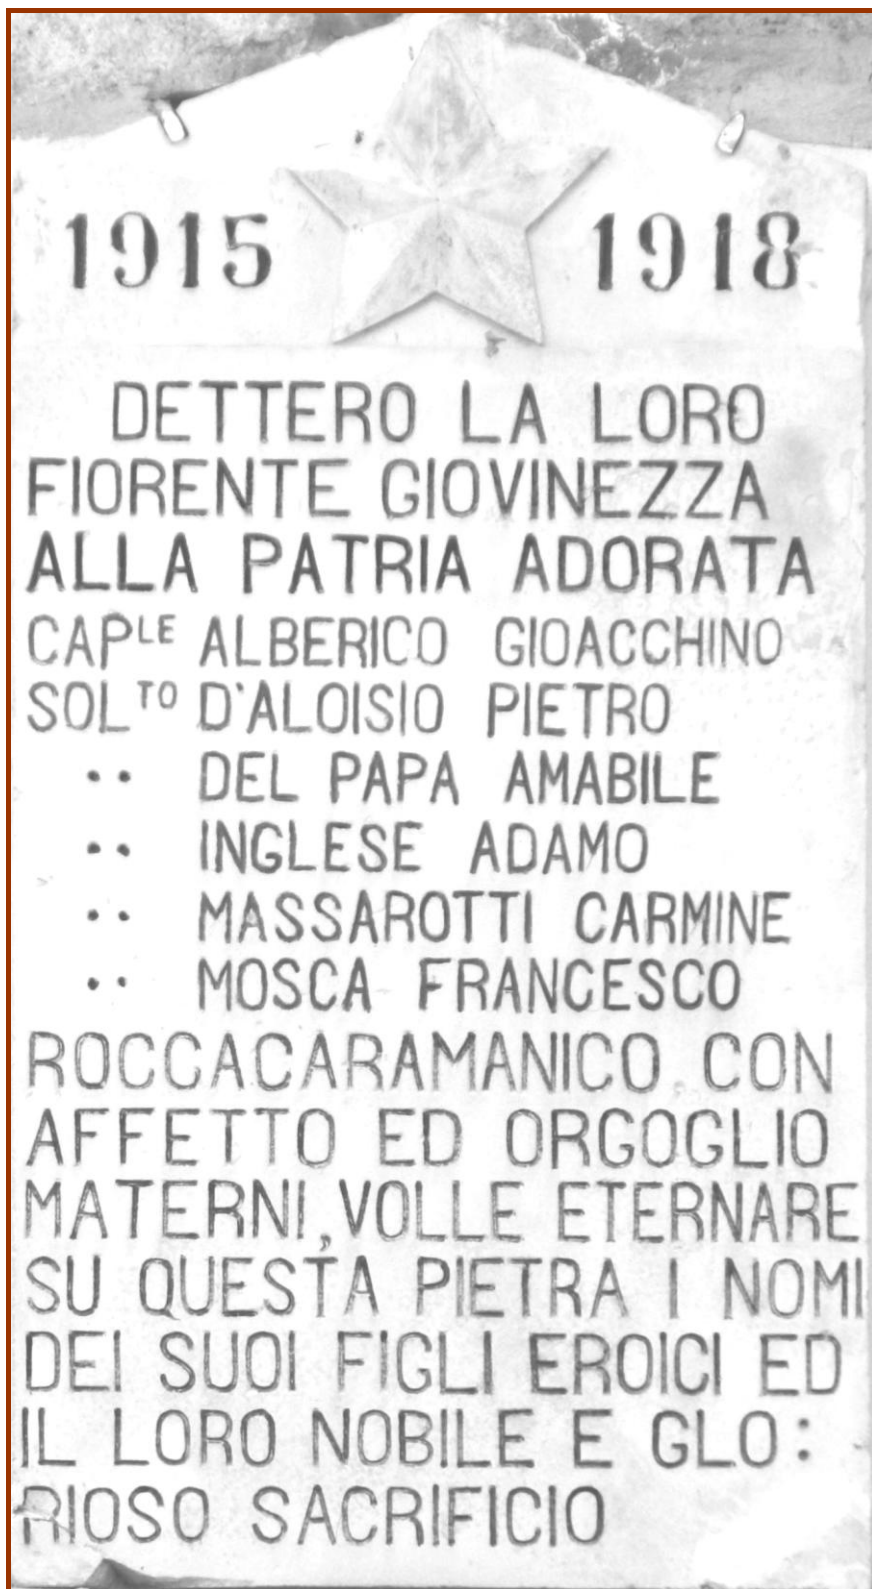 1915 1918
DETTERO LA LORO
FIORENTE GIOVINEZZA
ALLA PATRIA ADORATA
CAPLE ALBERICO GIOACCHINO
SOLTO D'ALOISIO PIETRO
·· DEL PAPA AMABILE
·· INGLESE ADAMO
·· MASSAROTTI CARMINE
·· MOSCA FRANCESCO
ROCCACARAMANICO CON
AFFETTO ED ORGOGLIO
MATERNI, VOLLE ETERNARE
SU QUESTA PIETRA I NOMI
DEI SUOI FIGLI EROICI ED
IL LORO NOBILE E GLO:
RIOSO SACRIFICIO